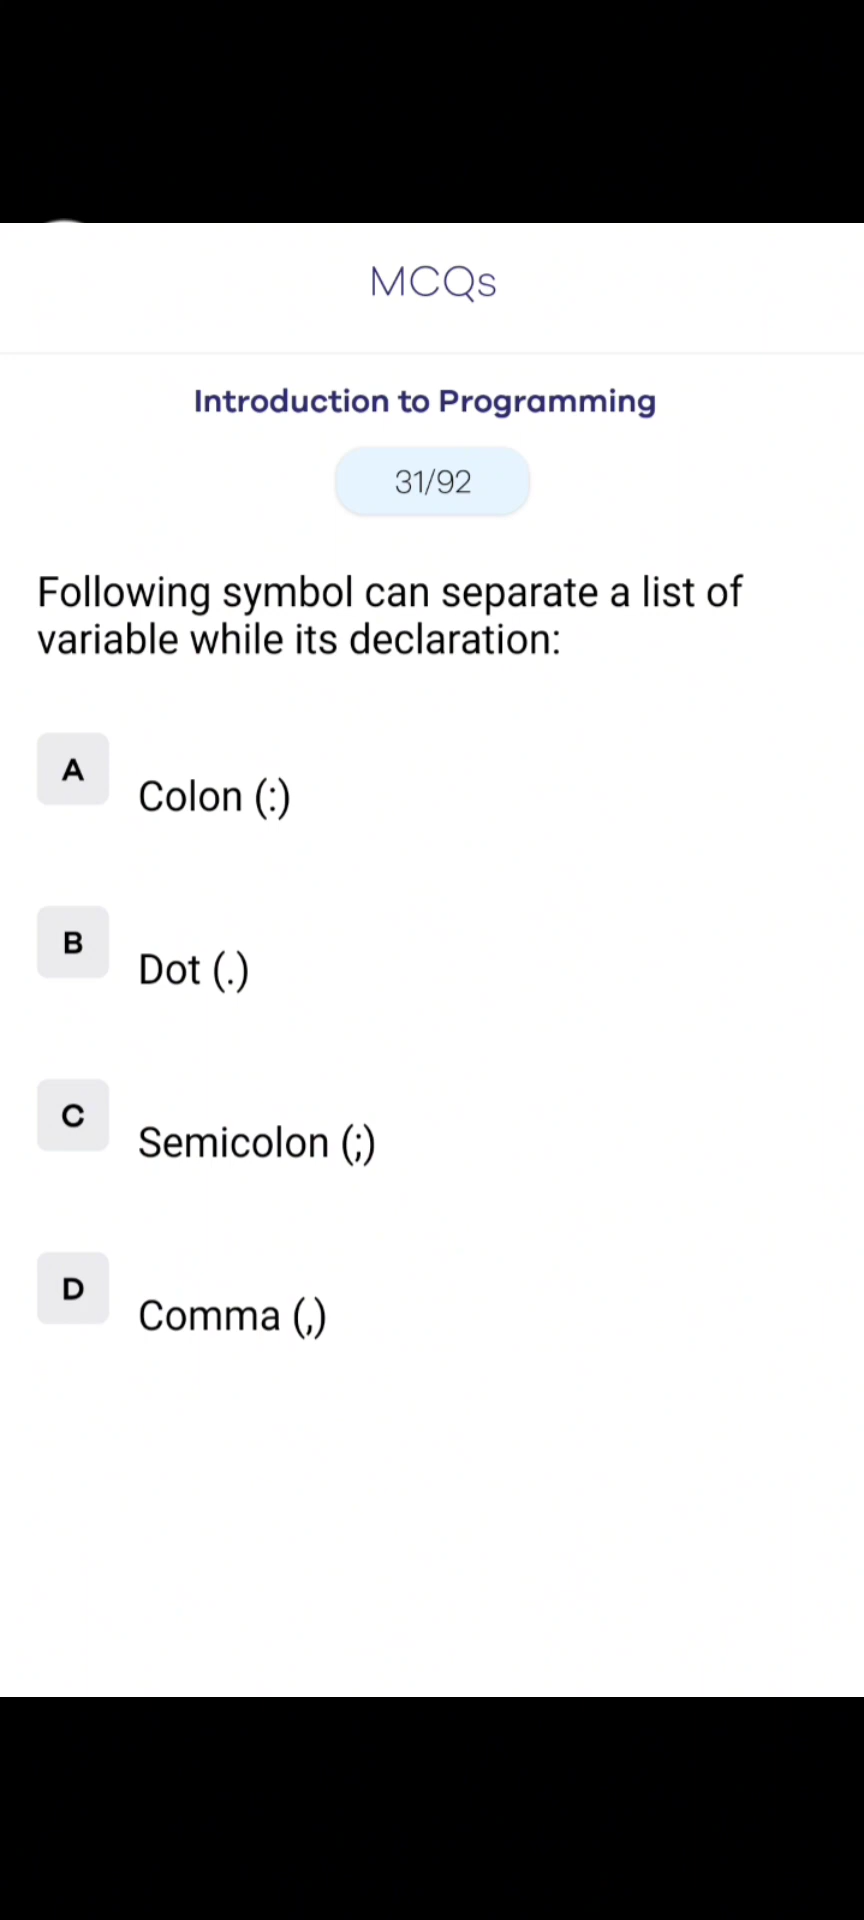 MCQs
Introduction to Programming
31/92
Following symbol can separate a list of
variable while its declaration:
A
Colon (:)
B
Dot (.)
C
Semicolon (;)
D
Comma (,)